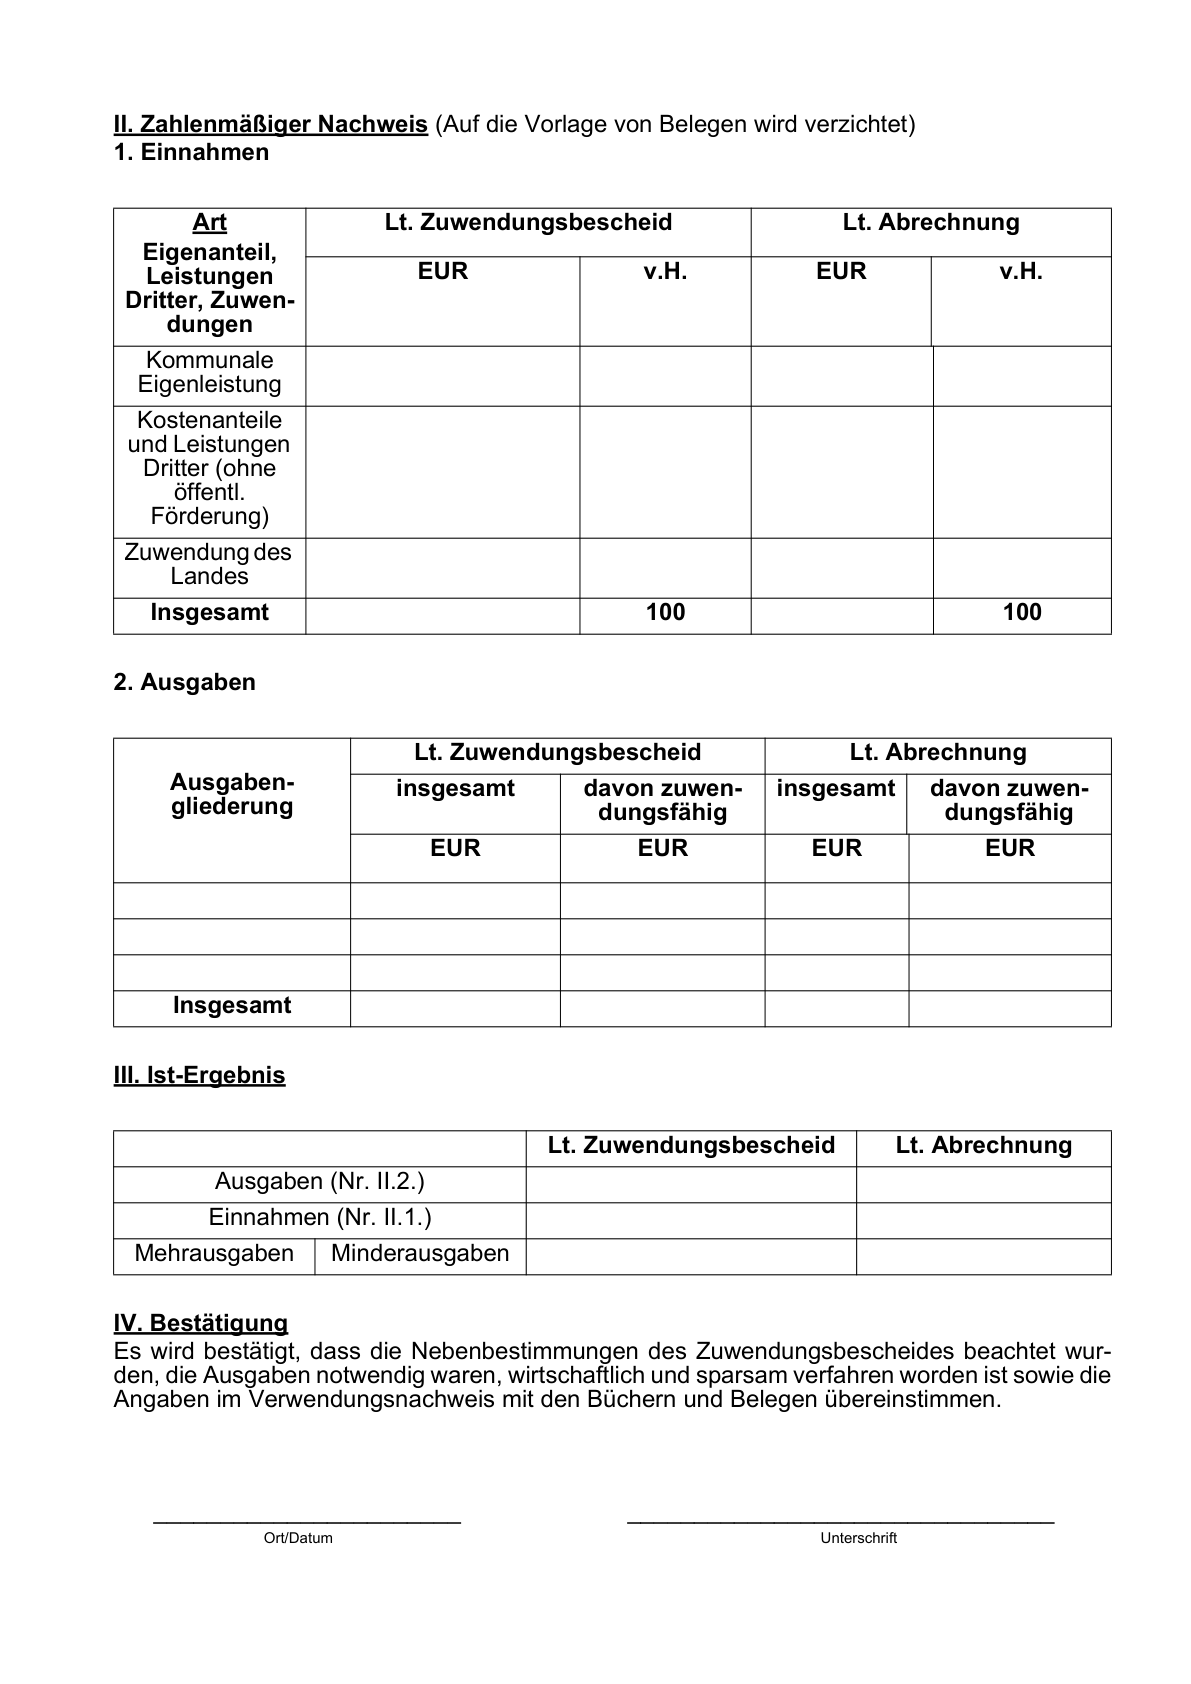 II. Zahlenmäßiger Nachweis (Auf die Vorlage von Belegen wird verzichtet)
1. Einnahmen
Art
Eigenanteil,
Leistungen
Dritter, Zuwen-
dungen
Lt. Zuwendungsbescheid
Lt. Abrechnung
EUR
v.H.
EUR
v.H.
Kommunale
Eigenleistung
Kostenanteile
und Leistungen
Dritter (ohne
öffentl.
Förderung)
Zuwendung des
Landes
Insgesamt
100
100
2. Ausgaben
Ausgaben-
gliederung
Lt. Zuwendungsbescheid
Lt. Abrechnung
insgesamt
davon zuwen-
dungsfähig
insgesamt
davon zuwen-
dungsfähig
EUR
EUR
EUR
EUR
Insgesamt
III. Ist-Ergebnis
Lt. Zuwendungsbescheid
Lt. Abrechnung
Ausgaben (Nr. II.2.)
Einnahmen (Nr. II.1.)
Mehrausgaben
Minderausgaben
IV. Bestätigung
Es wird bestätigt, dass die Nebenbestimmungen des Zuwendungsbescheides beachtet wur-
den, die Ausgaben notwendig waren, wirtschaftlich und sparsam verfahren worden ist sowie die
Angaben im Verwendungsnachweis mit den Büchern und Belegen übereinstimmen.
Ort/Datum
Unterschrift